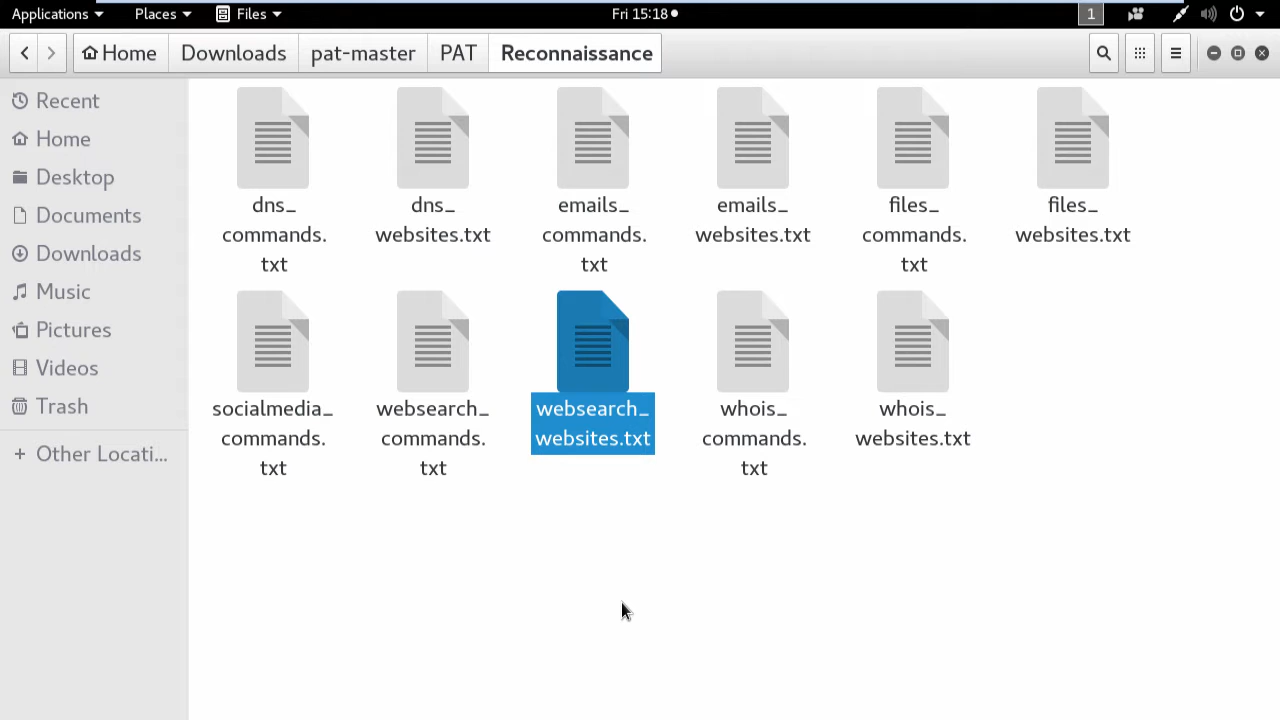 Applications Places Files Fri 15:18 1
Home Downloads pat-master PAT Reconnaissance
Recent
Home
Desktop
Documents
Downloads
Music
Pictures
Videos
Trash
+ Other Locati...
dns_
commands.
txt
dns_
websites.txt
emails_
commands.
txt
emails_
websites.txt
files_
commands.
txt
files_
websites.txt
socialmedia_
commands.
txt
websearch_
commands.
txt
websearch_
websites.txt
whois_
commands.
txt
whois_
websites.txt